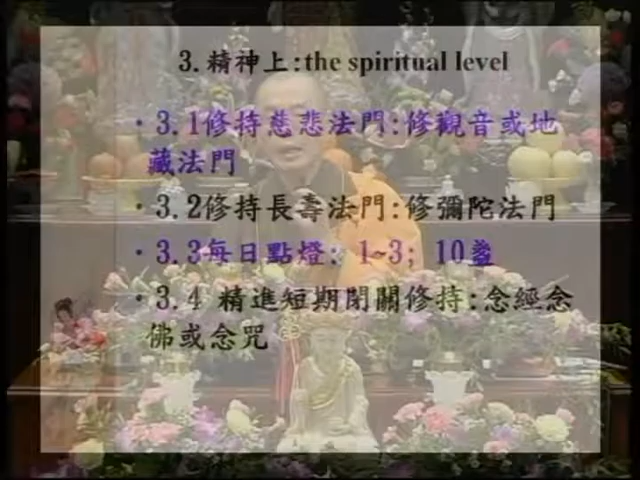 3.精神上:the spiritual level
·3.1修持慈悲法門:修觀音或地
藏法門
·3.2修持長壽法門:修彌陀法門
·3.3每日點燈: 1~3; 10盞
·3.4 精進短期閉關修持:念經念
佛或念咒